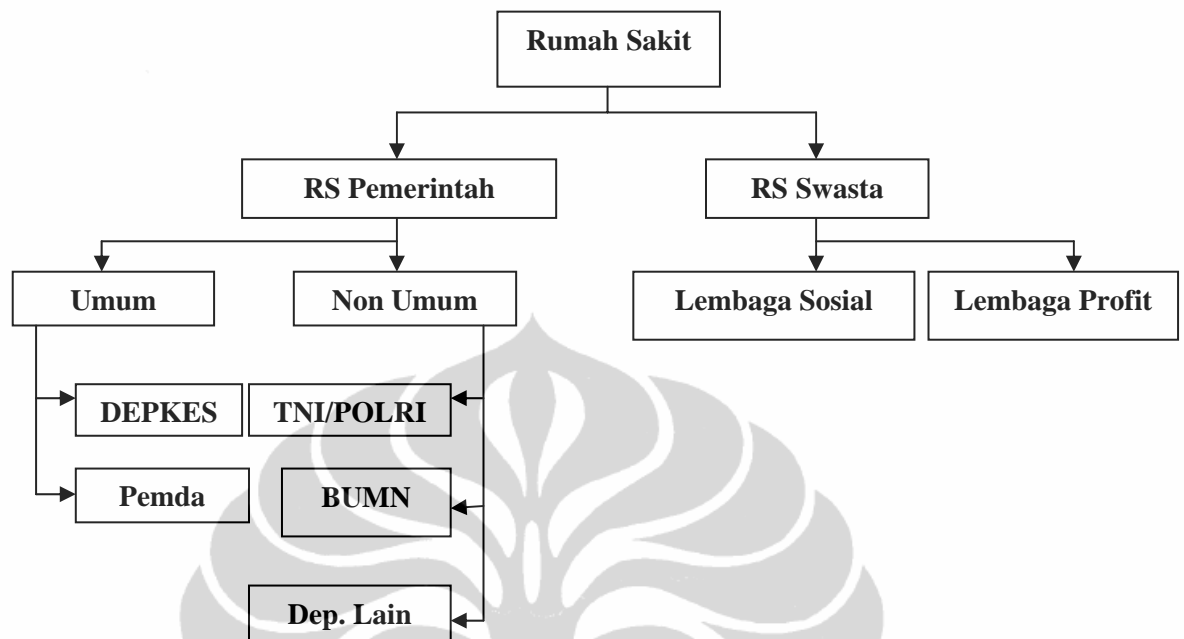 Rumah Sakit
RS Pemerintah
RS Swasta
Umum
Non Umum
Lembaga Sosial
Lembaga Profit
DEPKES
TNI/POLRI
Pemda
BUMN
Dep. Lain